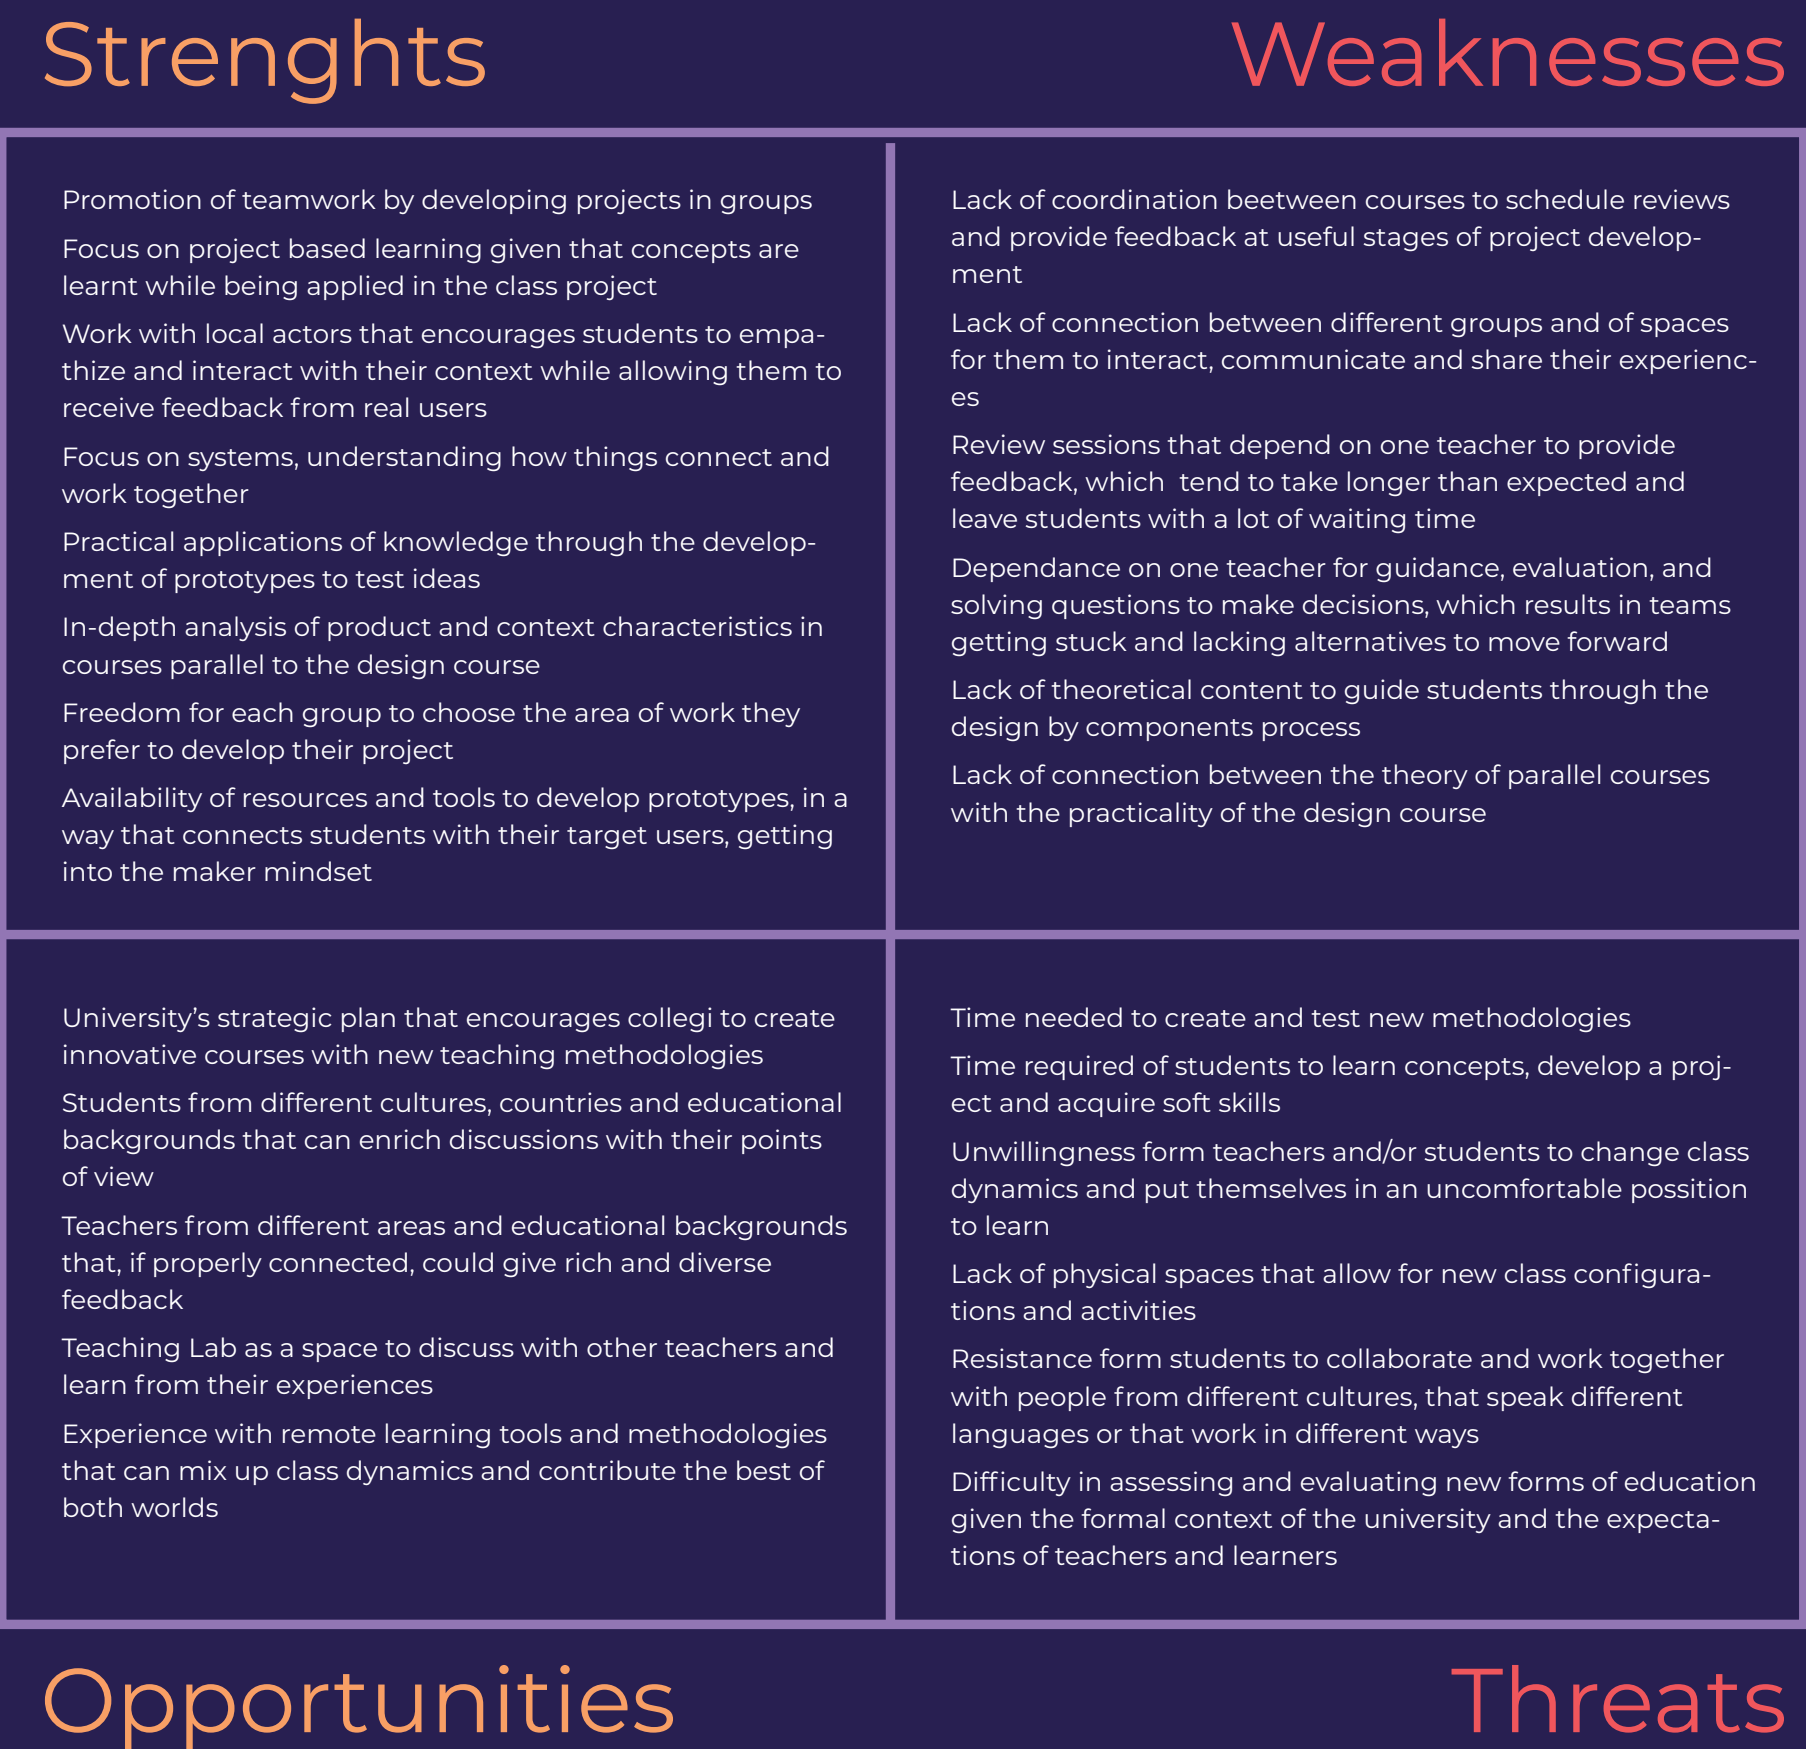 Strenghts
Weaknesses
Promotion of teamwork by developing projects in groups
Focus on project based learning given that concepts are
learnt while being applied in the class project
Work with local actors that encourages students to empa-
thize and interact with their context while allowing them to
receive feedback from real users
Focus on systems, understanding how things connect and
work together
Practical applications of knowledge through the develop-
ment of prototypes to test ideas
In-depth analysis of product and context characteristics in
courses parallel to the design course
Freedom for each group to choose the area of work they
prefer to develop their project
Availability of resources and tools to develop prototypes, in a
way that connects students with their target users, getting
into the maker mindset
Lack of coordination beetween courses to schedule reviews
and provide feedback at useful stages of project develop-
ment
Lack of connection between different groups and of spaces
for them to interact, communicate and share their experienc-
es
Review sessions that depend on one teacher to provide
feedback, which  tend to take longer than expected and
leave students with a lot of waiting time
Dependance on one teacher for guidance, evaluation, and
solving questions to make decisions, which results in teams
getting stuck and lacking alternatives to move forward
Lack of theoretical content to guide students through the
design by components process
Lack of connection between the theory of parallel courses
with the practicality of the design course
University’s strategic plan that encourages collegi to create
innovative courses with new teaching methodologies
Students from different cultures, countries and educational
backgrounds that can enrich discussions with their points
of view
Teachers from different areas and educational backgrounds
that, if properly connected, could give rich and diverse
feedback
Teaching Lab as a space to discuss with other teachers and
learn from their experiences
Experience with remote learning tools and methodologies
that can mix up class dynamics and contribute the best of
both worlds
Time needed to create and test new methodologies
Time required of students to learn concepts, develop a proj-
ect and acquire soft skills
Unwillingness form teachers and/or students to change class
dynamics and put themselves in an uncomfortable possition
to learn
Lack of physical spaces that allow for new class configura-
tions and activities
Resistance form students to collaborate and work together
with people from different cultures, that speak different
languages or that work in different ways
Difficulty in assessing and evaluating new forms of education
given the formal context of the university and the expecta-
tions of teachers and learners
Opportunities
Threats